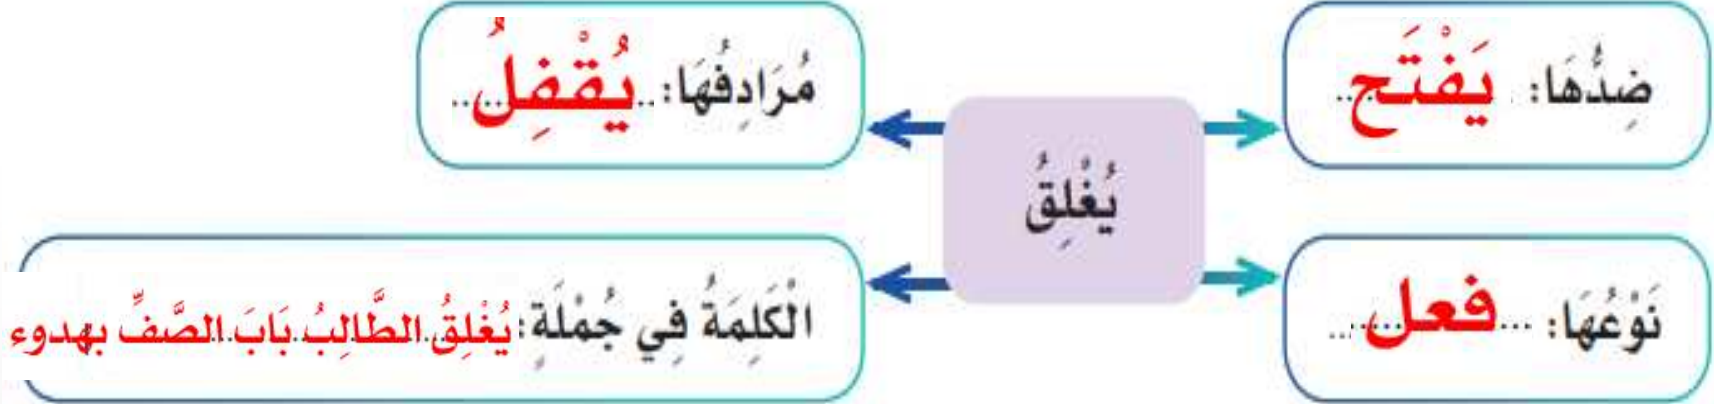 ضِدُّهَا: يَفْتَح
مُرَادِفُهَا: يُقْفِلُ
يُغْلِقُ
نَوْعُهَا: فعل
الْكَلِمَةُ فِي جُمْلَةٍ: يُغْلِقُ الطَّالِبُ بَابَ الصَّفِّ بهدوء